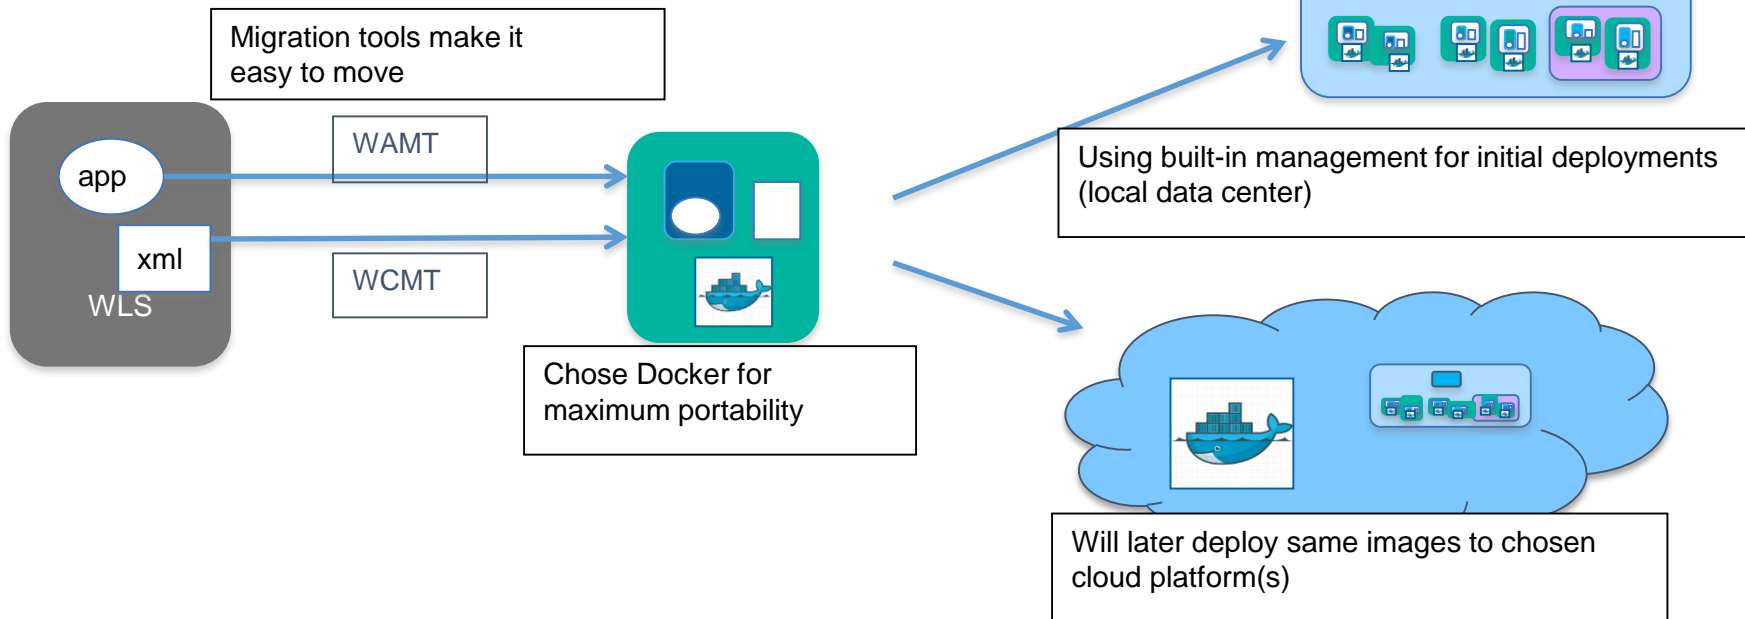 Migration tools make it
easy to move
WAMT
app
xml
WLS
WCMT
Chose Docker for
maximum portability
Using built-in management for initial deployments
(local data center)
Will later deploy same images to chosen
cloud platform(s)